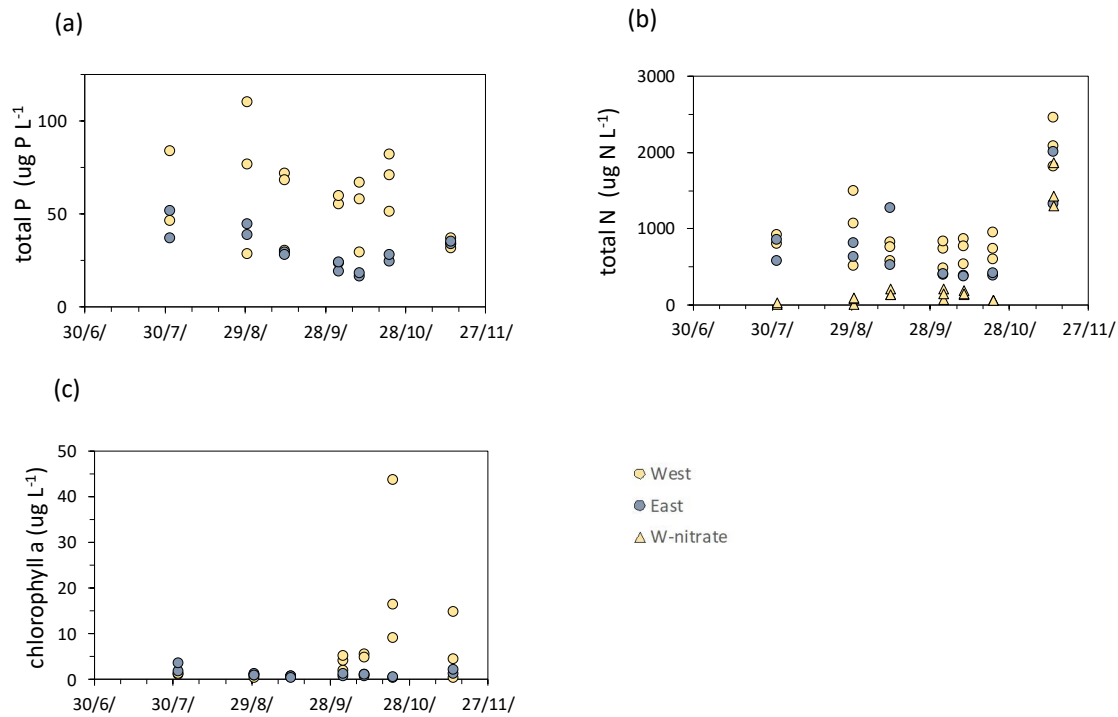 (a)
(b)
total P (ug P L-1)
100
50
0
30/6/ 30/7/ 29/8/ 28/9/ 28/10/ 27/11/
total N (ug N L-1)
3000
2000
1000
0
30/6/ 30/7/ 29/8/ 28/9/ 28/10/ 27/11/
(c)
chlorophyll a (ug L-1)
50
40
30
20
10
0
30/6/ 30/7/ 29/8/ 28/9/ 28/10/ 27/11/
West
East
W-nitrate